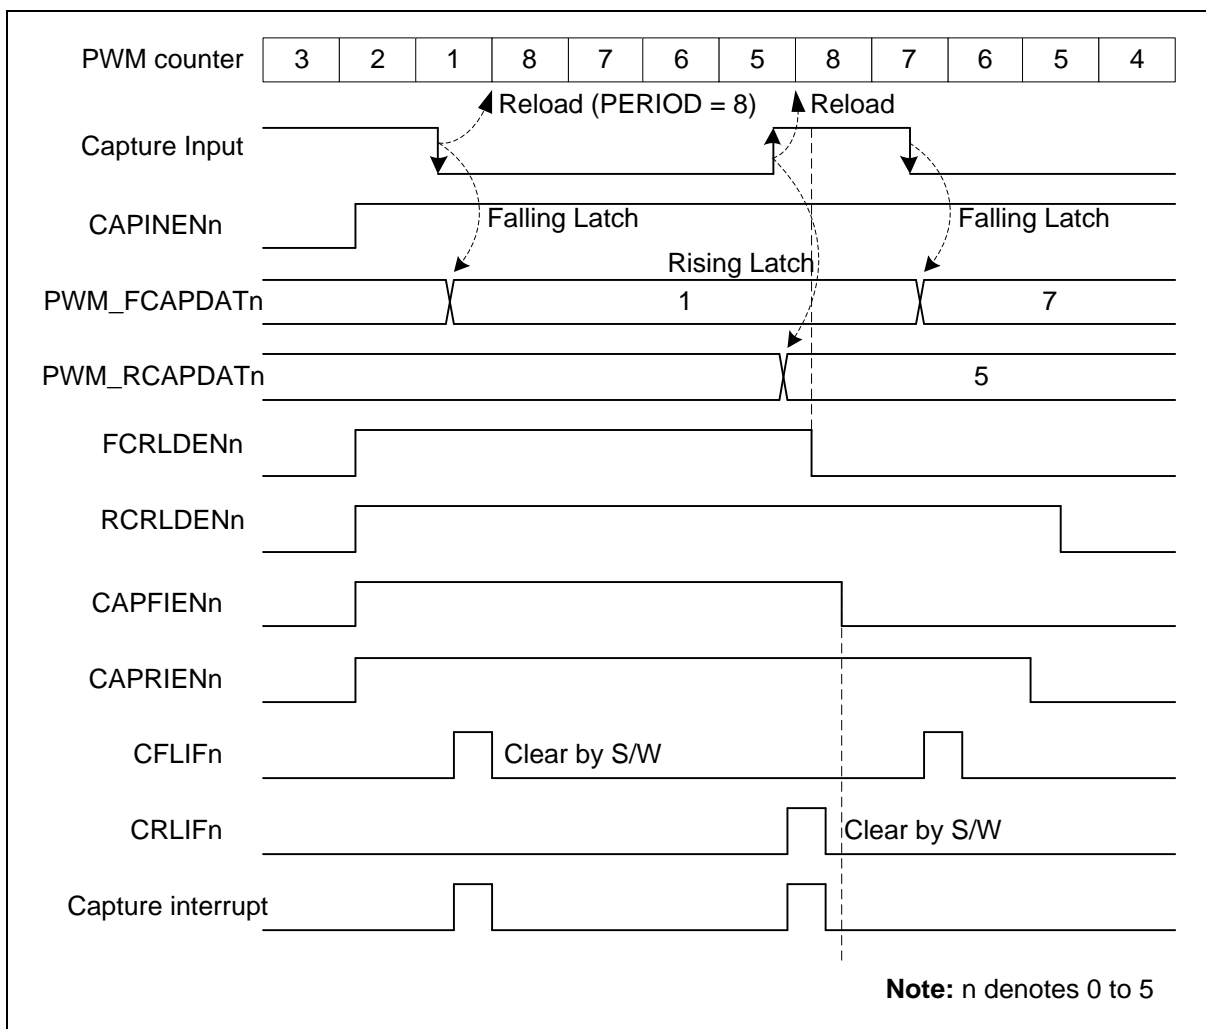 PWM counter 3 2 1 8 7 6 5 8 7 6 5 4
Reload (PERIOD = 8) Reload
Capture Input
CAPINENn Falling Latch Falling Latch
Rising Latch
PWM_FCAPDATn 1 7
PWM_RCAPDATn 5
FCRLDENn
RCRLDENn
CAPFIENn
CAPRIENn
CFLIFn Clear by S/W
CRLIFn Clear by S/W
Capture interrupt
Note: n denotes 0 to 5